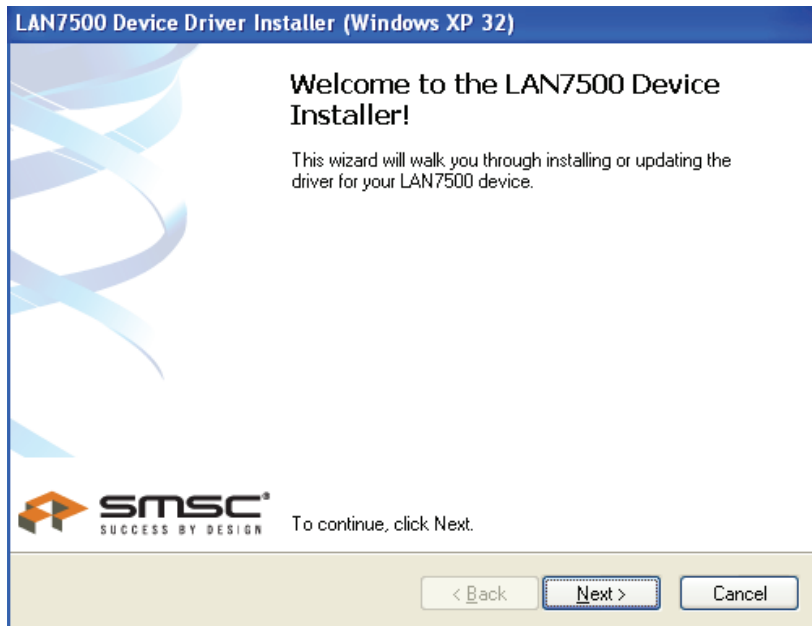 LAN7500 Device Driver Installer (Windows XP 32)
Welcome to the LAN7500 Device
Installer!
This wizard will walk you through installing or updating the
driver for your LAN7500 device.
smsc®
SUCCESS BY DESIGN
To continue, click Next.
< Back
Next >
Cancel